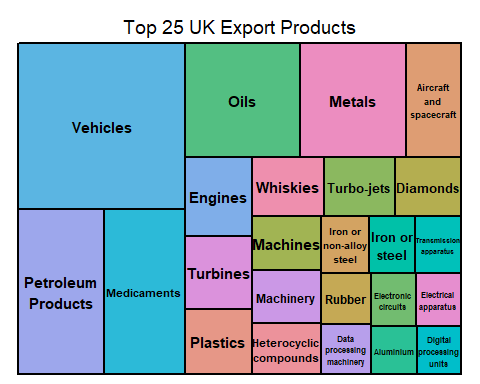 Top 25 UK Export Products
Vehicles
Oils
Metals
Aircraft
and
spacecraft
Engines
Whiskies
Turbo-jets
Diamonds
Petroleum
Products
Medicaments
Turbines
Machines
Iron or
non-alloy
steel
Iron or
steel
Transmission
apparatus
Machinery
Rubber
Electronic
circuits
Electrical
apparatus
Plastics
Heterocyclic
compounds
Data
processing
machinery
Aluminium
Digital
processing
units